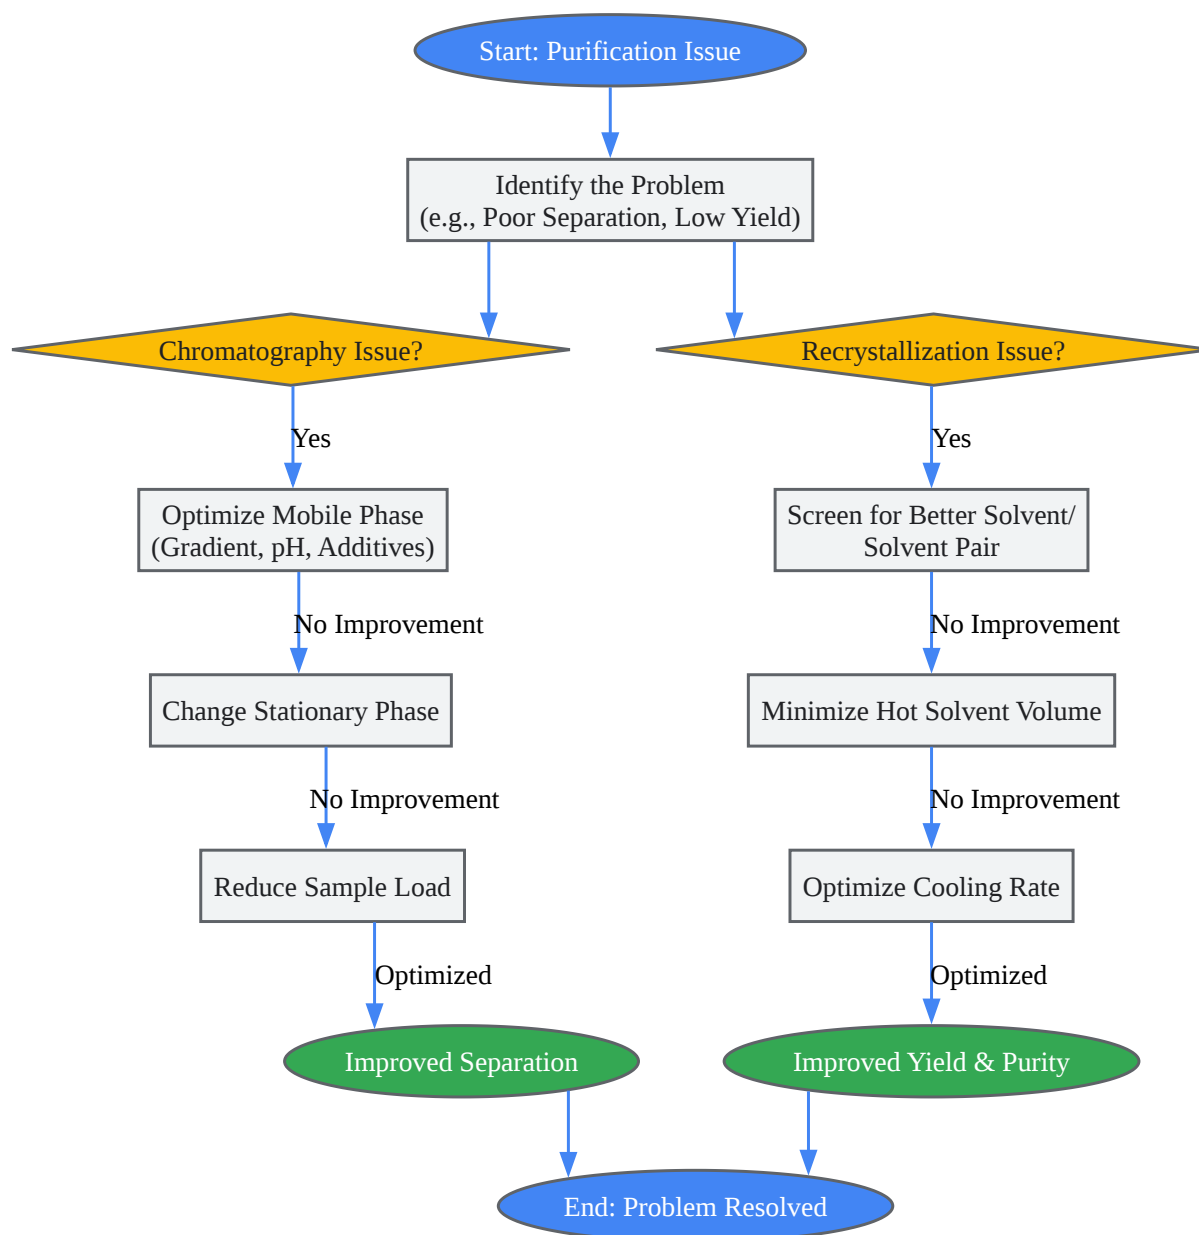 Start: Purification Issue
Identify the Problem
(e.g., Poor Separation, Low Yield)
Chromatography Issue?
Recrystallization Issue?
Yes
Yes
Optimize Mobile Phase
(Gradient, pH, Additives)
Screen for Better Solvent/
Solvent Pair
No Improvement
No Improvement
Change Stationary Phase
Minimize Hot Solvent Volume
No Improvement
No Improvement
Reduce Sample Load
Optimize Cooling Rate
Optimized
Optimized
Improved Separation
Improved Yield & Purity
End: Problem Resolved